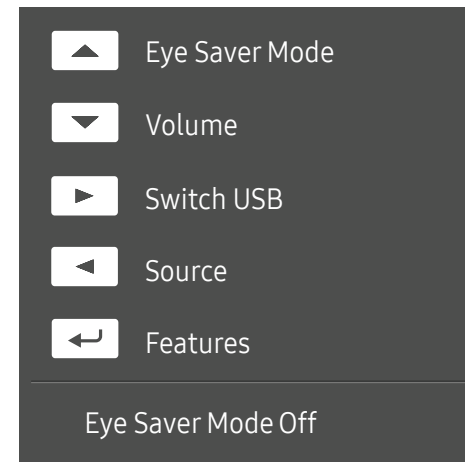 Eye Saver Mode
Volume
Switch USB
Source
Features
Eye Saver Mode Off